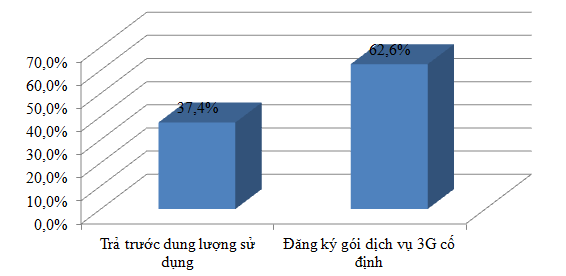 62,6%
70,0%
60,0%
37,4%
50,0%
40,0%
30,0%
20,0%
10,0%
0,0%
Trả trước dung lượng sử
dụng
Đăng ký gói dịch vụ 3G cố
định